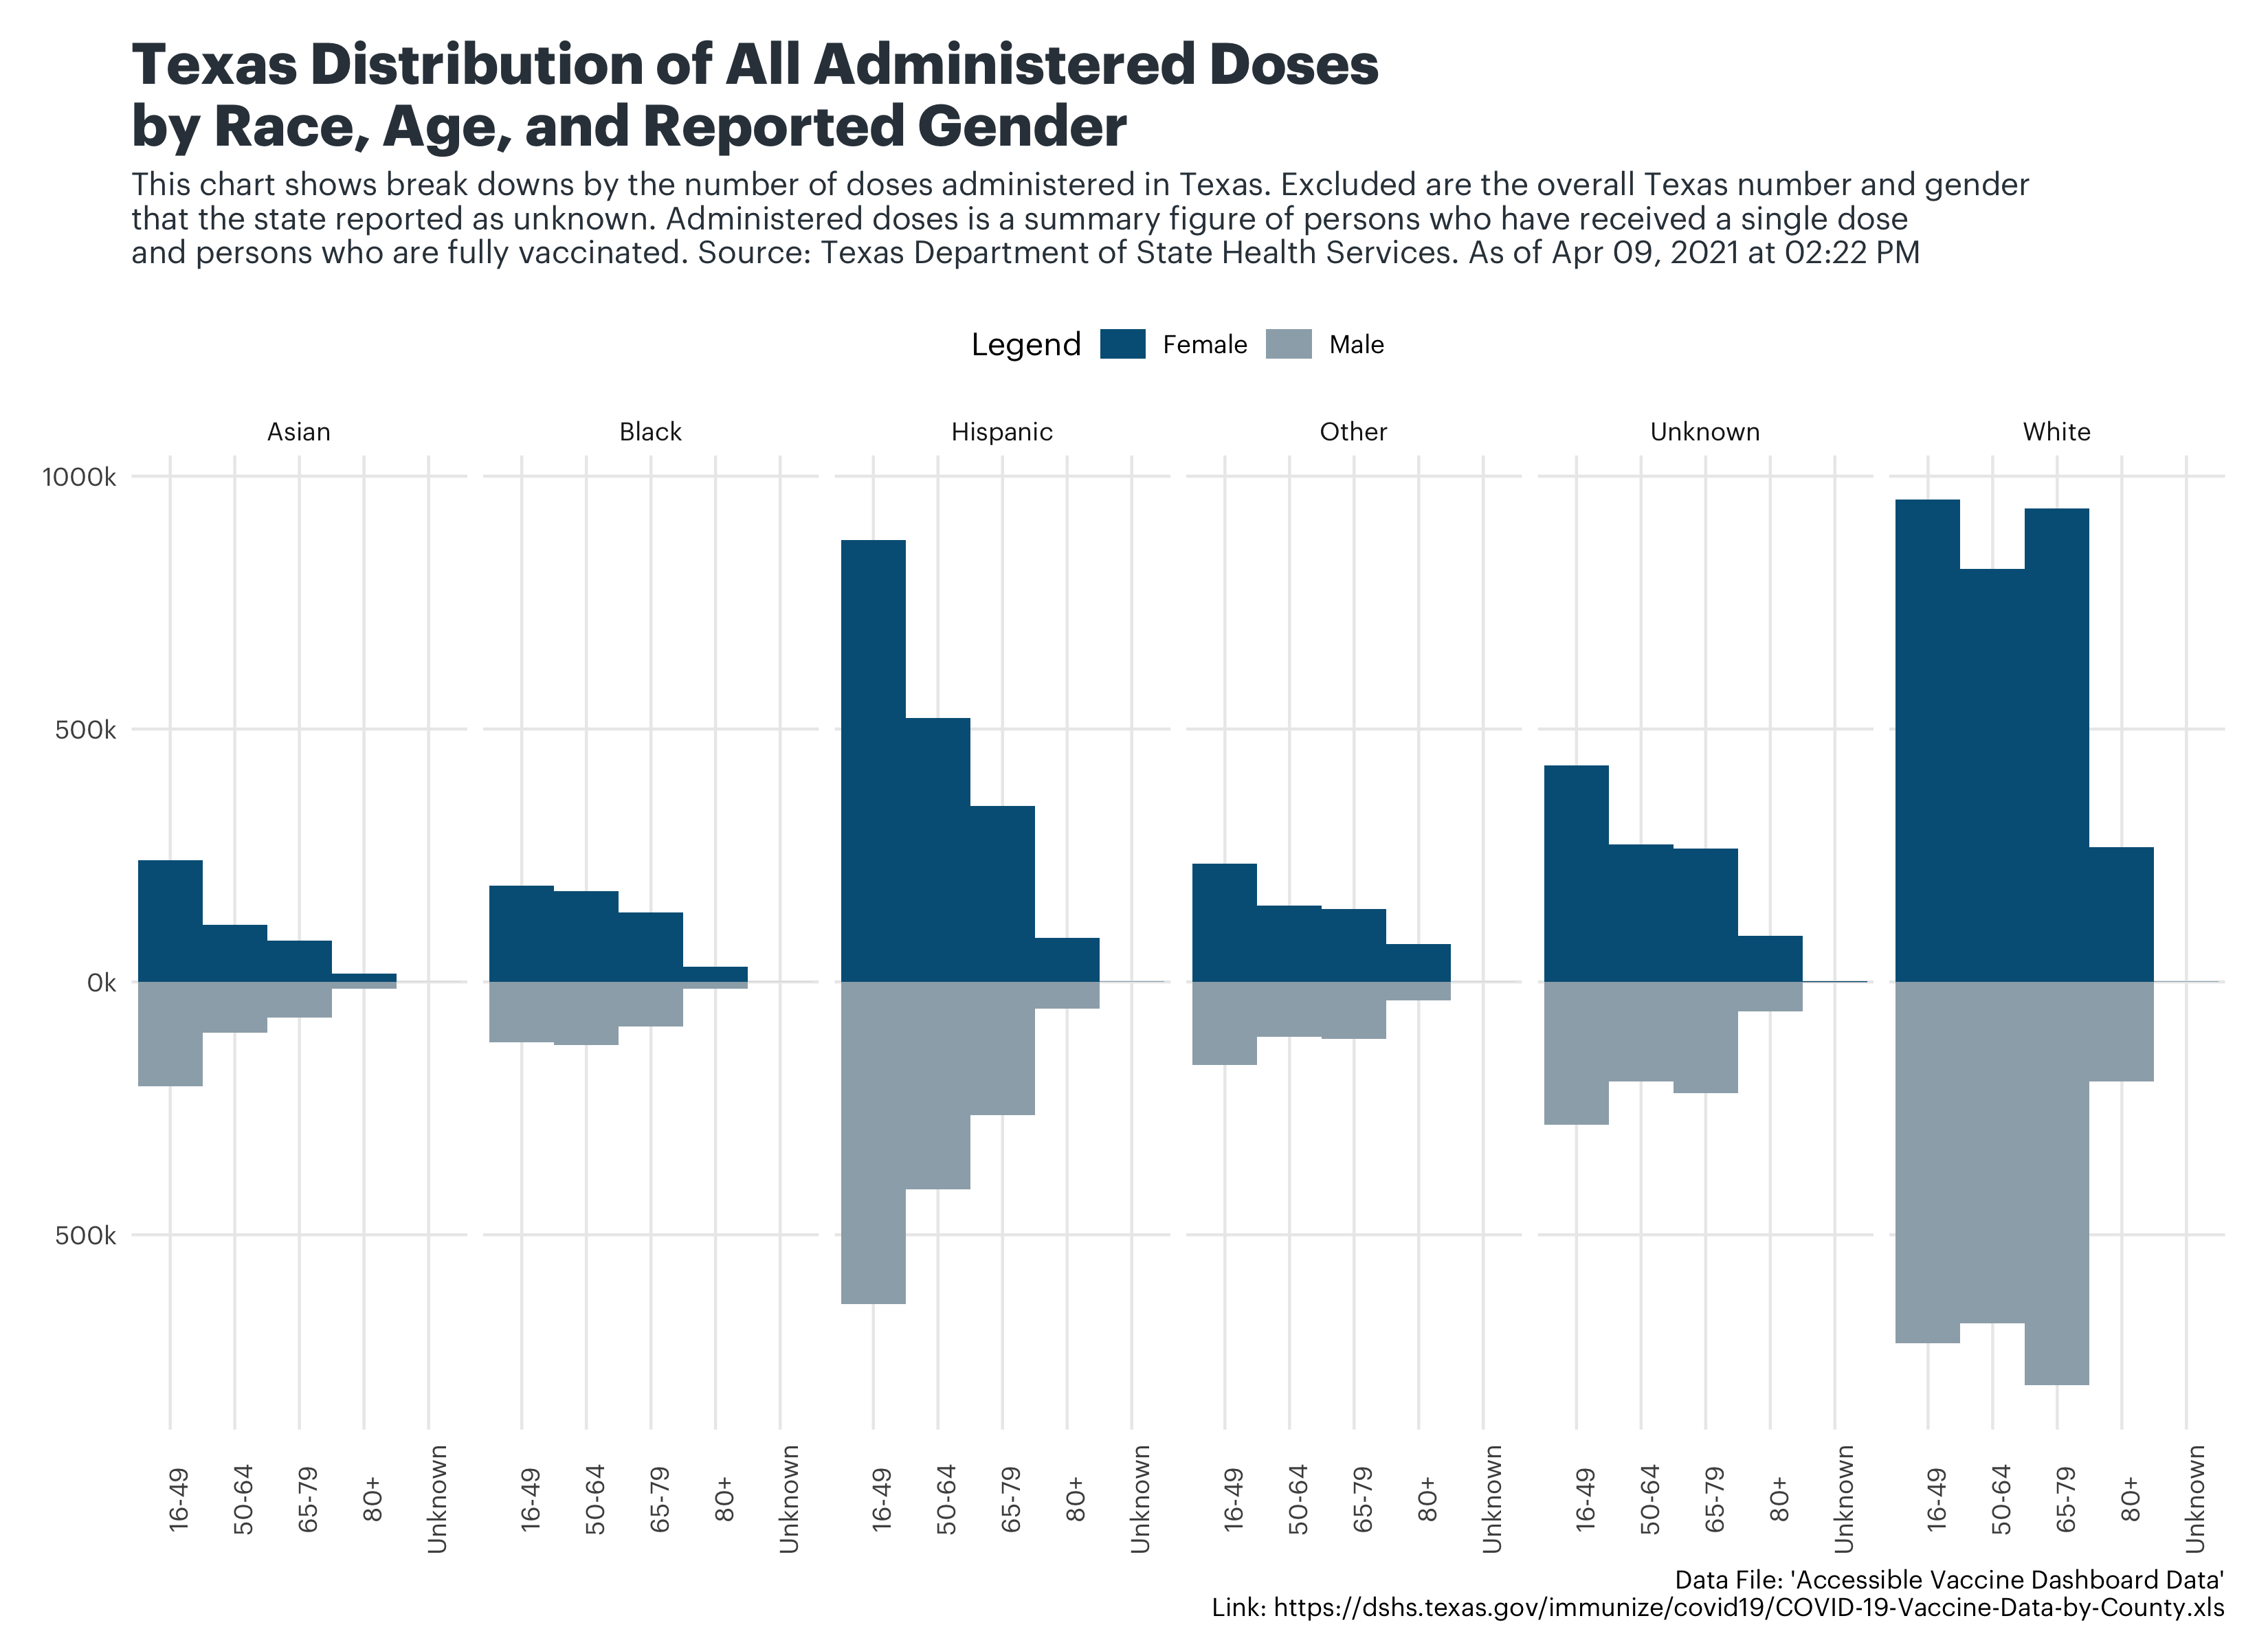 Texas Distribution of All Administered Doses
by Race, Age, and Reported Gender
This chart shows break downs by the number of doses administered in Texas. Excluded are the overall Texas number and gender
that the state reported as unknown. Administered doses is a summary figure of persons who have received a single dose
and persons who are fully vaccinated. Source: Texas Department of State Health Services. As of Apr 09, 2021 at 02:22 PM
Legend Female Male
Asian Black Hispanic Other Unknown White
1000k
500k
0k
500k
16-49 50-64 65-79 80+ Unknown 16-49 50-64 65-79 80+ Unknown 16-49 50-64 65-79 80+ Unknown 16-49 50-64 65-79 80+ Unknown 16-49 50-64 65-79 80+ Unknown 16-49 50-64 65-79 80+ Unknown
Data File: 'Accessible Vaccine Dashboard Data'
Link: https://dshs.texas.gov/immunize/covid19/COVID-19-Vaccine-Data-by-County.xls